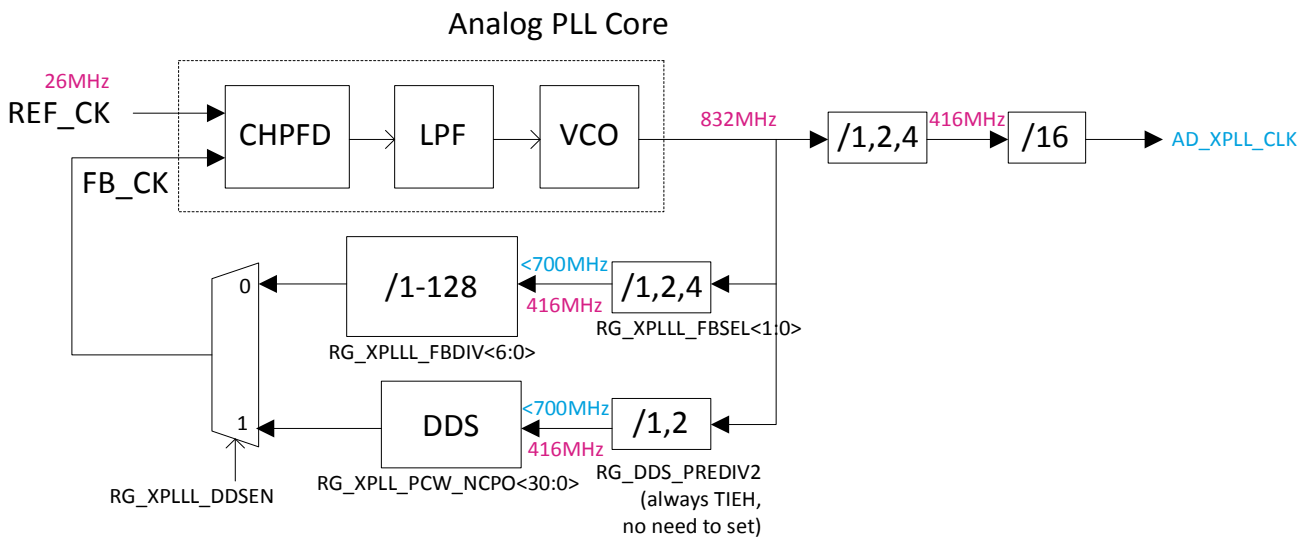 Analog PLL Core
26MHz
REF_CK
CHPFD
LPF
VCO
832MHz
/1,2,4
416MHz
/16
AD_XPLL_CLK
FB_CK
0
/1-128
<700MHz
416MHz
/1,2,4
RG_XPLLL_FBSEL<1:0>
RG_XPLLL_FBDIV<6:0>
1
DDS
<700MHz
416MHz
/1,2
RG_XPLLL_DDSEN
RG_XPLL_PCW_NCPO<30:0>
RG_DDS_PREDIV2
(always TIEH,
no need to set)